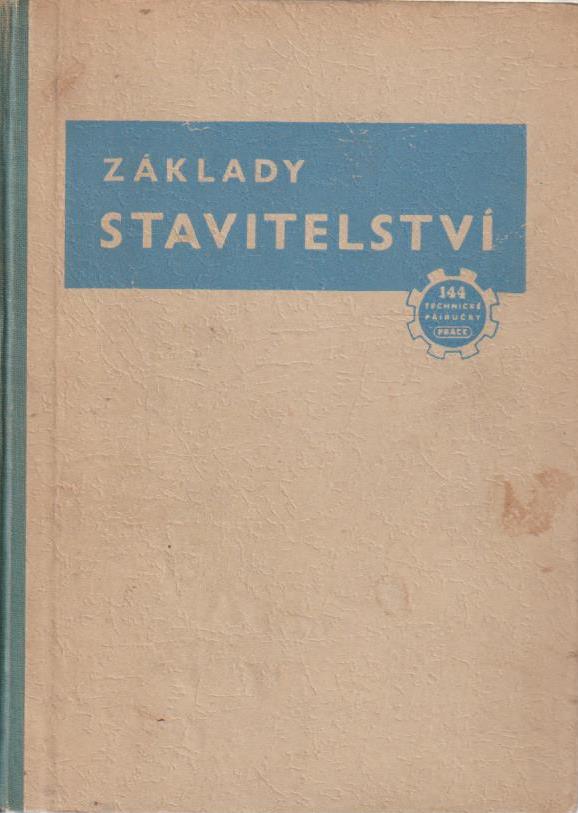 ZÁKLADY
STAVITELSTVÍ
144
TECHNICKÉ
PŘÍRUČKY
PRÁCE